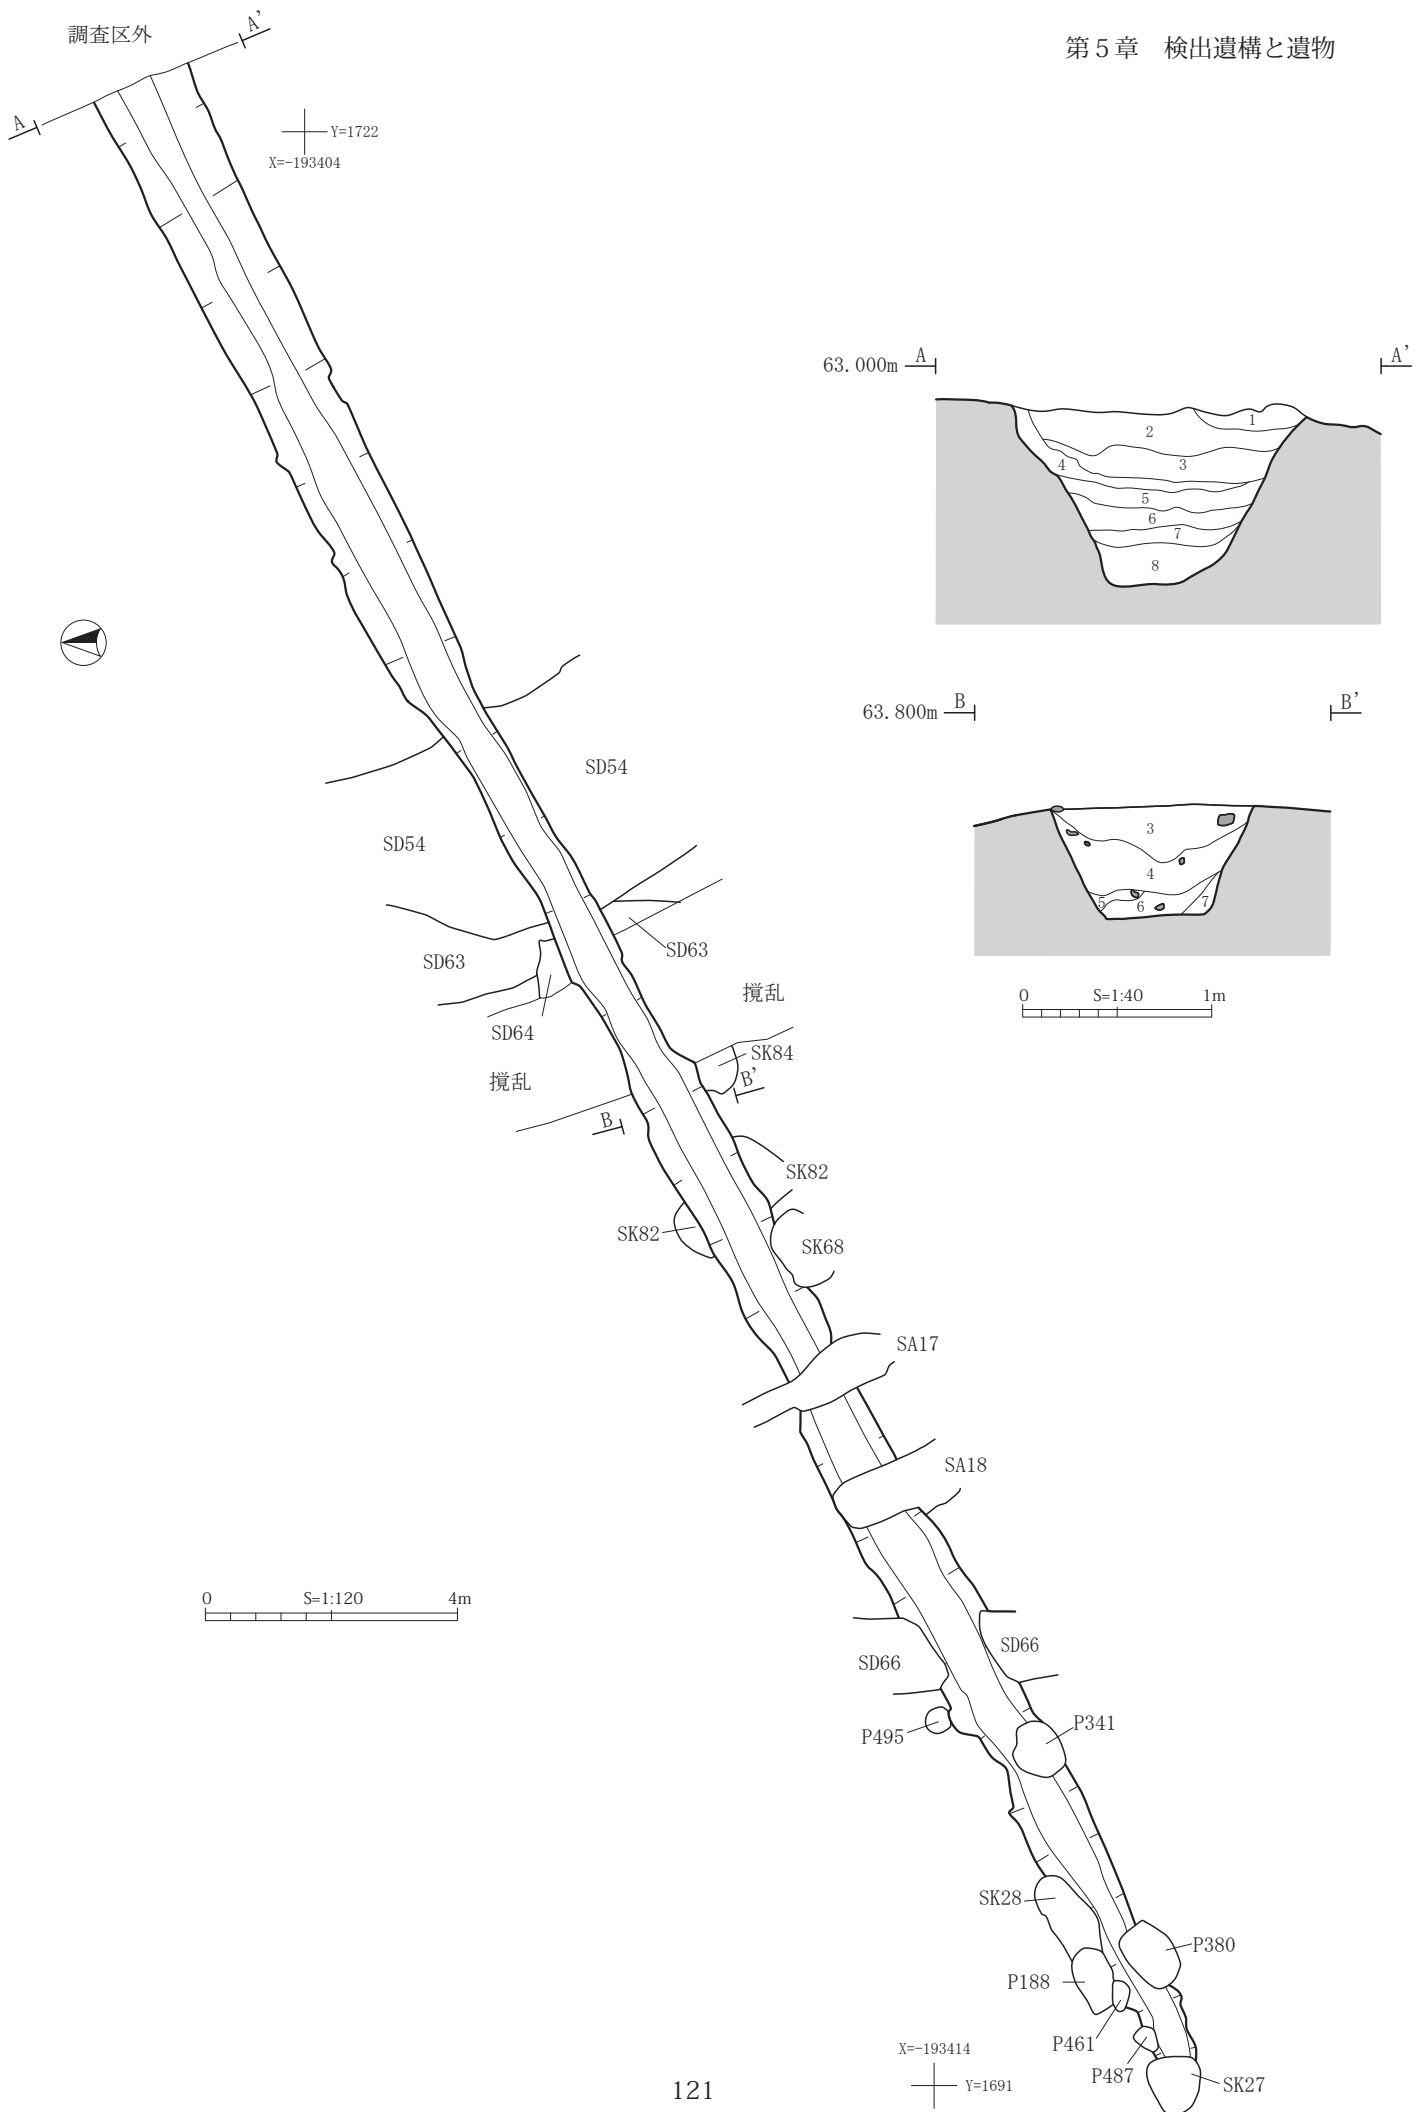 調査区外
A'
第5章　検出遺構と遺物
A
Y=1722
X=-193404
63.000m
A
A'
1
2
3
4
5
6
7
8
63.800m
B
B'
3
4
5
6
7
0
S=1:40
1m
SD54
SD54
SD63
SD63
SD64
撹乱
撹乱
SK84
B'
B
SK82
SK82
SK68
SA17
SA18
0
S=1:120
4m
SD66
SD66
P495
P341
SK28
P380
P188
P461
P487
SK27
X=-193414
Y=1691
121